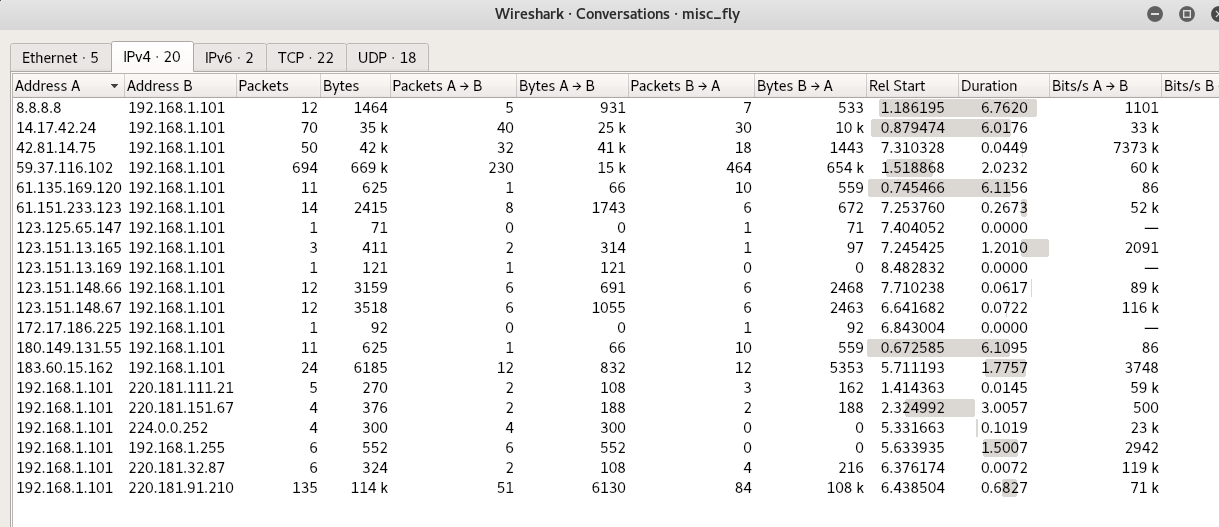 Wireshark · Conversations · misc_fly
Ethernet · 5 IPv4 · 20 IPv6 · 2 TCP · 22 UDP · 18
Address A Address B Packets Bytes Packets A → B Bytes A → B Packets B → A Bytes B → A Rel Start Duration Bits/s A → B Bits/s B
8.8.8.8 192.168.1.101 12 1464 5 931 7 533 1.186195 6.7620 1101
14.17.42.24 192.168.1.101 70 35 k 40 25 k 30 10 k 0.879474 6.0176 33 k
42.81.14.75 192.168.1.101 50 42 k 32 41 k 18 1443 7.310328 0.0449 7373 k
59.37.116.102 192.168.1.101 694 669 k 230 15 k 464 654 k 1.518868 2.0232 60 k
61.135.169.120 192.168.1.101 11 625 1 66 10 559 0.745466 6.1156 86
61.151.233.123 192.168.1.101 14 2415 8 1743 6 672 7.253760 0.2673 52 k
123.125.65.147 192.168.1.101 1 71 0 0 1 71 7.404052 0.0000 —
123.151.13.165 192.168.1.101 3 411 2 314 1 97 7.245425 1.2010 2091
123.151.13.169 192.168.1.101 1 121 1 121 0 0 8.482832 0.0000 —
123.151.148.66 192.168.1.101 12 3159 6 691 6 2468 7.710238 0.0617 89 k
123.151.148.67 192.168.1.101 12 3518 6 1055 6 2463 6.641682 0.0722 116 k
172.17.186.225 192.168.1.101 1 92 0 0 1 92 6.843004 0.0000 —
180.149.131.55 192.168.1.101 11 625 1 66 10 559 0.672585 6.1095 86
183.60.15.162 192.168.1.101 24 6185 12 832 12 5353 5.711193 1.7757 3748
192.168.1.101 220.181.111.21 5 270 2 108 3 162 1.414363 0.0145 59 k
192.168.1.101 220.181.151.67 4 376 2 188 2 188 2.324992 3.0057 500
192.168.1.101 224.0.0.252 4 300 4 300 0 0 5.331663 0.1019 23 k
192.168.1.101 192.168.1.255 6 552 6 552 0 0 5.633935 1.5007 2942
192.168.1.101 220.181.32.87 6 324 2 108 4 216 6.376174 0.0072 119 k
192.168.1.101 220.181.91.210 135 114 k 51 6130 84 108 k 6.438504 0.6827 71 k